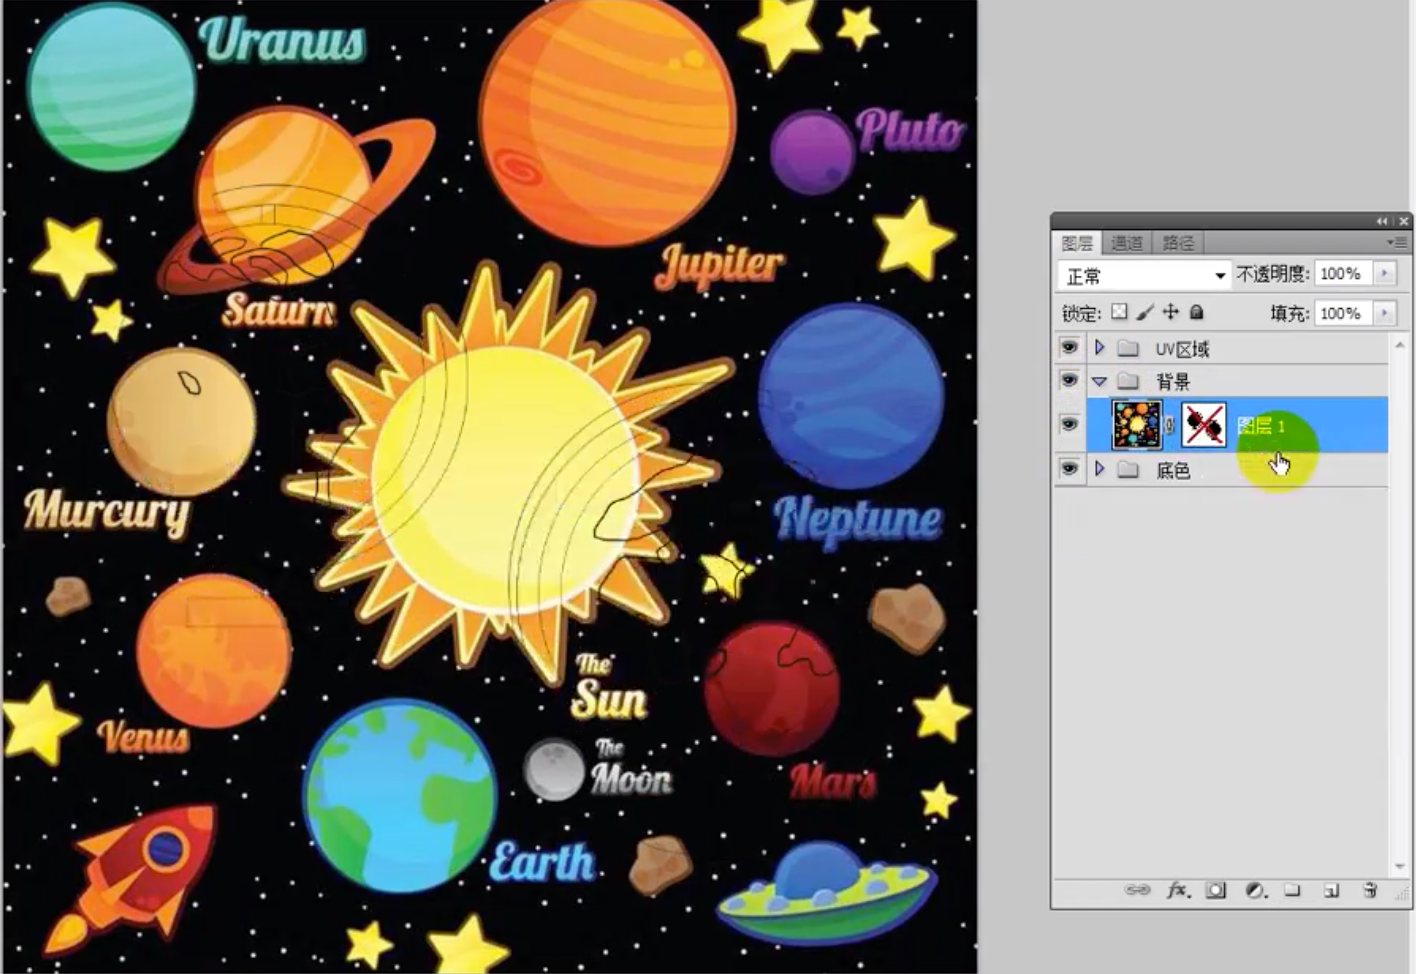 Uranus
Pluto
Jupiter
Saturn
Murcury
Neptune
The
Sun
Venus
The
Moon
Mars
Earth
图层 通道 路径
正常 不透明度: 100%
锁定: 填充: 100%
UV区域
背景
图层 1
底色
fx.